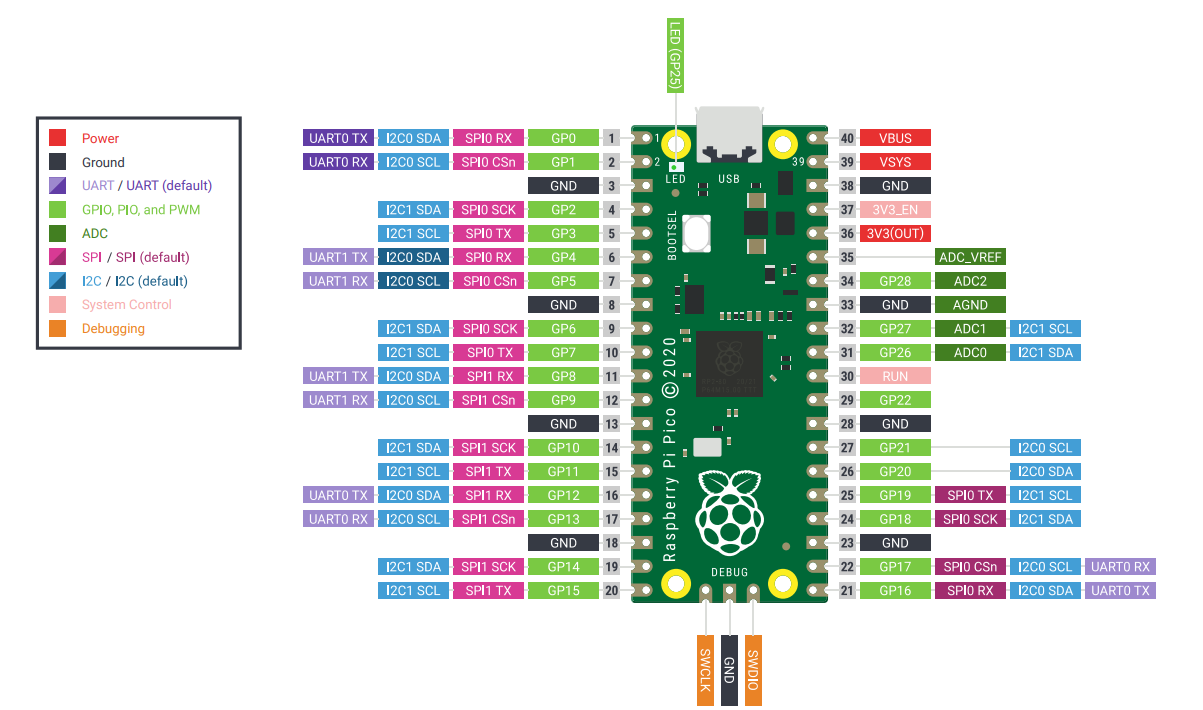 LED (GP25)
Power
Ground
UART / UART (default)
GPIO, PIO, and PWM
ADC
SPI / SPI (default)
I2C / I2C (default)
System Control
Debugging
UART0 TX I2C0 SDA SPI0 RX GP0 1
UART0 RX I2C0 SCL SPI0 CSn GP1 2
GND 3
I2C1 SDA SPI0 SCK GP2 4
I2C1 SCL SPI0 TX GP3 5
UART1 TX I2C0 SDA SPI0 RX GP4 6
UART1 RX I2C0 SCL SPI0 CSn GP5 7
GND 8
I2C1 SDA SPI0 SCK GP6 9
I2C1 SCL SPI0 TX GP7 10
UART1 TX I2C0 SDA SPI1 RX GP8 11
UART1 RX I2C0 SCL SPI1 CSn GP9 12
GND 13
I2C1 SDA SPI1 SCK GP10 14
I2C1 SCL SPI1 TX GP11 15
UART0 TX I2C0 SDA SPI1 RX GP12 16
UART0 RX I2C0 SCL SPI1 CSn GP13 17
GND 18
I2C1 SDA SPI1 SCK GP14 19
I2C1 SCL SPI1 TX GP15 20
1
2
39
LED
USB
BOOTSEL
Raspberry Pi Pico © 2020
DEBUG
40 VBUS
39 VSYS
38 GND
37 3V3_EN
36 3V3(OUT)
35 ADC_VREF
34 GP28 ADC2
33 GND AGND
32 GP27 ADC1 I2C1 SCL
31 GP26 ADC0 I2C1 SDA
30 RUN
29 GP22
28 GND
27 GP21 I2C0 SCL
26 GP20 I2C0 SDA
25 GP19 SPI0 TX I2C1 SCL
24 GP18 SPI0 SCK I2C1 SDA
23 GND
22 GP17 SPI0 CSn I2C0 SCL UART0 RX
21 GP16 SPI0 RX I2C0 SDA UART0 TX
SWCLK
GND
SWDIO